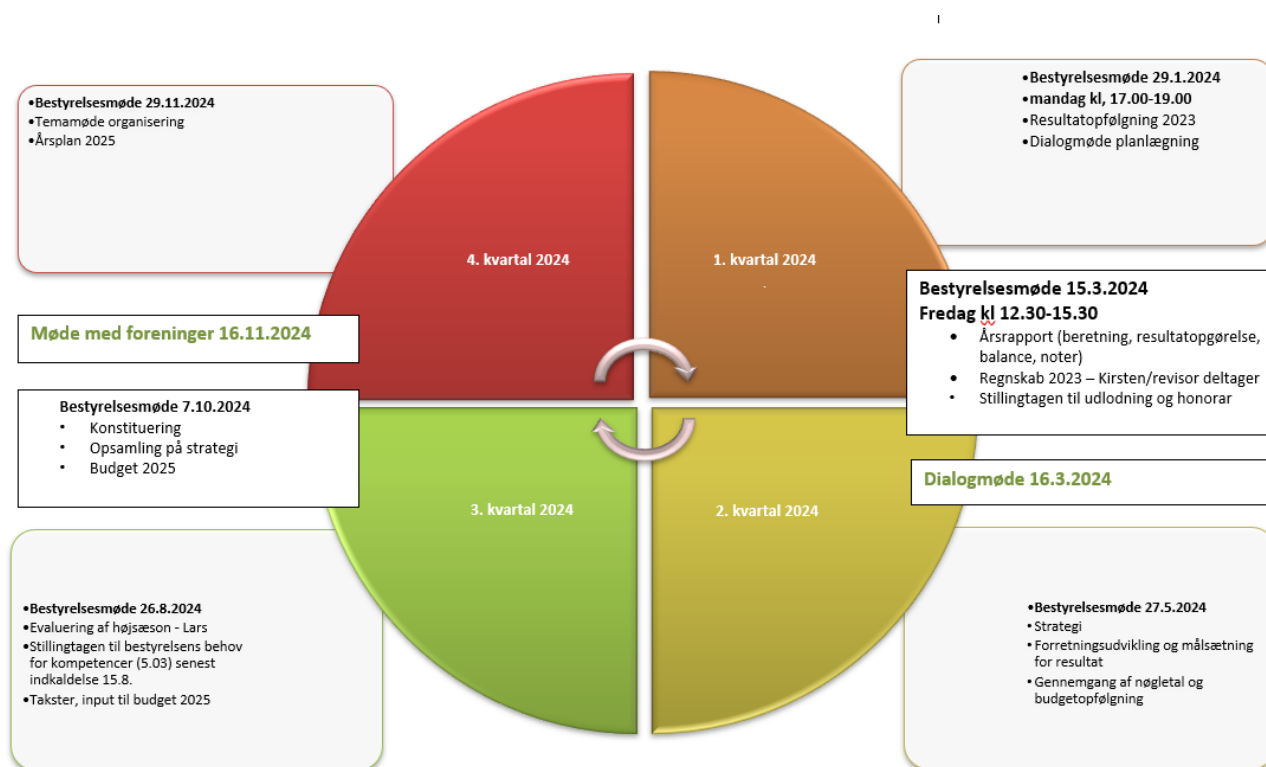 •Bestyrelsesmøde 29.11.2024
•Temamøde organisering
•Årsplan 2025
•Bestyrelsesmøde 29.1.2024
•mandag kl, 17.00-19.00
•Resultatopfølgning 2023
•Dialogmøde planlægning
4. kvartal 2024
1. kvartal 2024
.
Møde med foreninger 16.11.2024
Bestyrelsesmøde 15.3.2024
Fredag kl 12.30-15.30
• Årsrapport (beretning, resultatopgørelse,
balance, noter)
• Regnskab 2023 – Kirsten/revisor deltager
• Stillingtagen til udlodning og honorar
Bestyrelsesmøde 7.10.2024
• Konstituering
• Opsamling på strategi
• Budget 2025
Dialogmøde 16.3.2024
3. kvartal 2024
2. kvartal 2024
•Bestyrelsesmøde 26.8.2024
•Evaluering af højsæson - Lars
•Stillingtagen til bestyrelsens behov
for kompetencer (5.03) senest
indkaldelse 15.8.
•Takster, input til budget 2025
•Bestyrelsesmøde 27.5.2024
•Strategi
•Forretningsudvikling og målsætning
for resultat
•Gennemgang af nøgletal og
budgetopfølgning